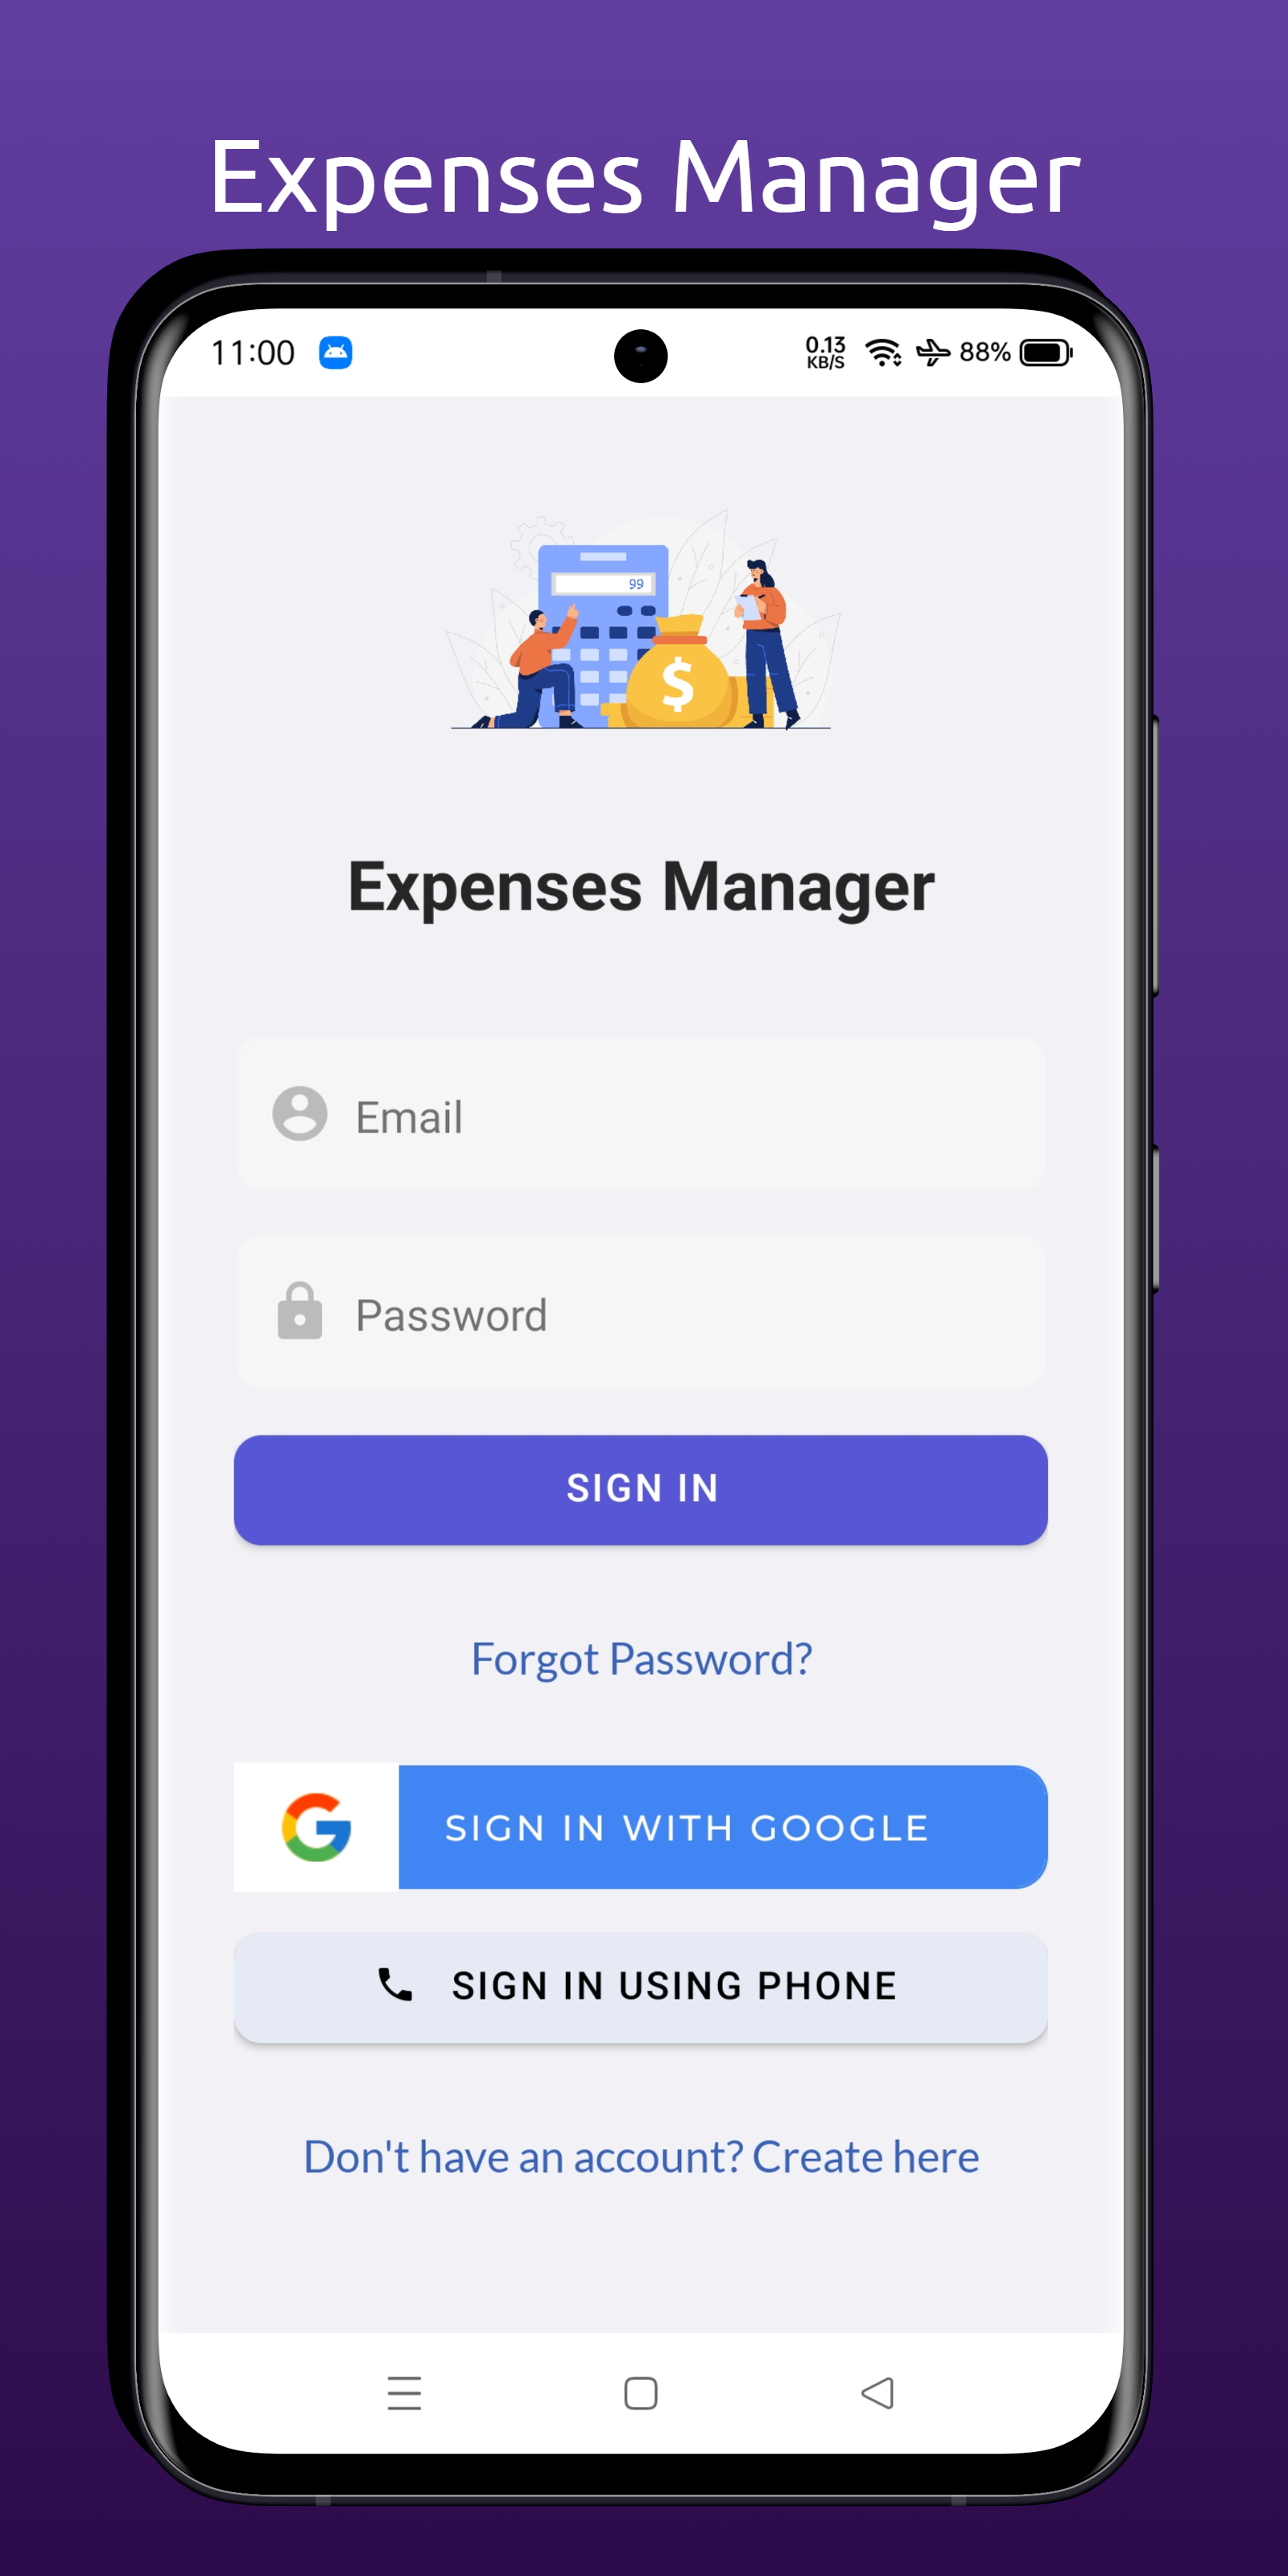 Expenses Manager
11:00 0.13 KB/S 88%
99
$
Expenses Manager
Email
Password
SIGN IN
Forgot Password?
G SIGN IN WITH GOOGLE
SIGN IN USING PHONE
Don't have an account? Create here